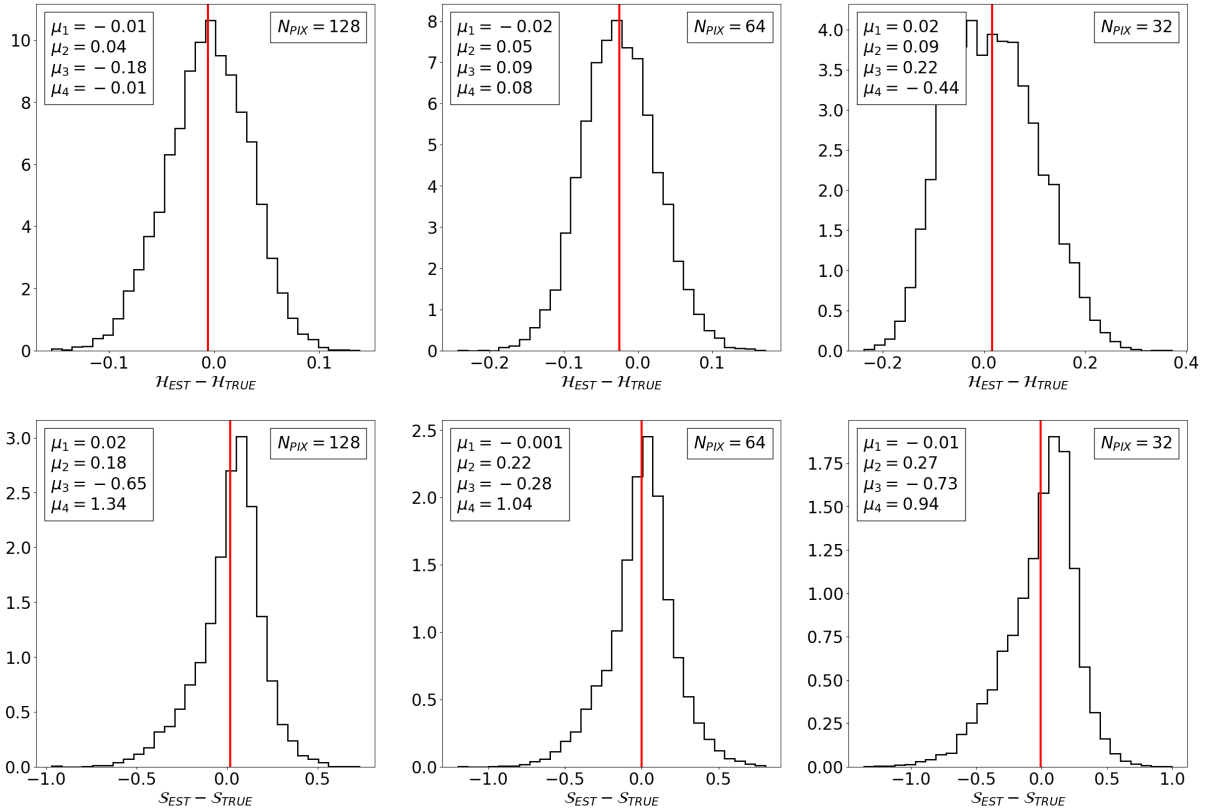 μ₁ = −0.01
μ₂ = 0.04
μ₃ = −0.18
μ₄ = −0.01
N_PIX = 128
10
8
6
4
2
0
−0.1
0.0
0.1
ℋ_EST − ℋ_TRUE
μ₁ = −0.02
μ₂ = 0.05
μ₃ = 0.09
μ₄ = 0.08
N_PIX = 64
8
7
6
5
4
3
2
1
0
−0.2
−0.1
0.0
0.1
ℋ_EST − ℋ_TRUE
μ₁ = 0.02
μ₂ = 0.09
μ₃ = 0.22
μ₄ = −0.44
N_PIX = 32
4.0
3.5
3.0
2.5
2.0
1.5
1.0
0.5
0.0
−0.2
0.0
0.2
0.4
ℋ_EST − ℋ_TRUE
μ₁ = 0.02
μ₂ = 0.18
μ₃ = −0.65
μ₄ = 1.34
N_PIX = 128
3.0
2.5
2.0
1.5
1.0
0.5
0.0
−1.0
−0.5
0.0
0.5
𝒮_EST − 𝒮_TRUE
μ₁ = −0.001
μ₂ = 0.22
μ₃ = −0.28
μ₄ = 1.04
N_PIX = 64
2.5
2.0
1.5
1.0
0.5
0.0
−1.0
−0.5
0.0
0.5
𝒮_EST − 𝒮_TRUE
μ₁ = −0.01
μ₂ = 0.27
μ₃ = −0.73
μ₄ = 0.94
N_PIX = 32
1.75
1.50
1.25
1.00
0.75
0.50
0.25
0.00
−1.0
−0.5
0.0
0.5
1.0
𝒮_EST − 𝒮_TRUE